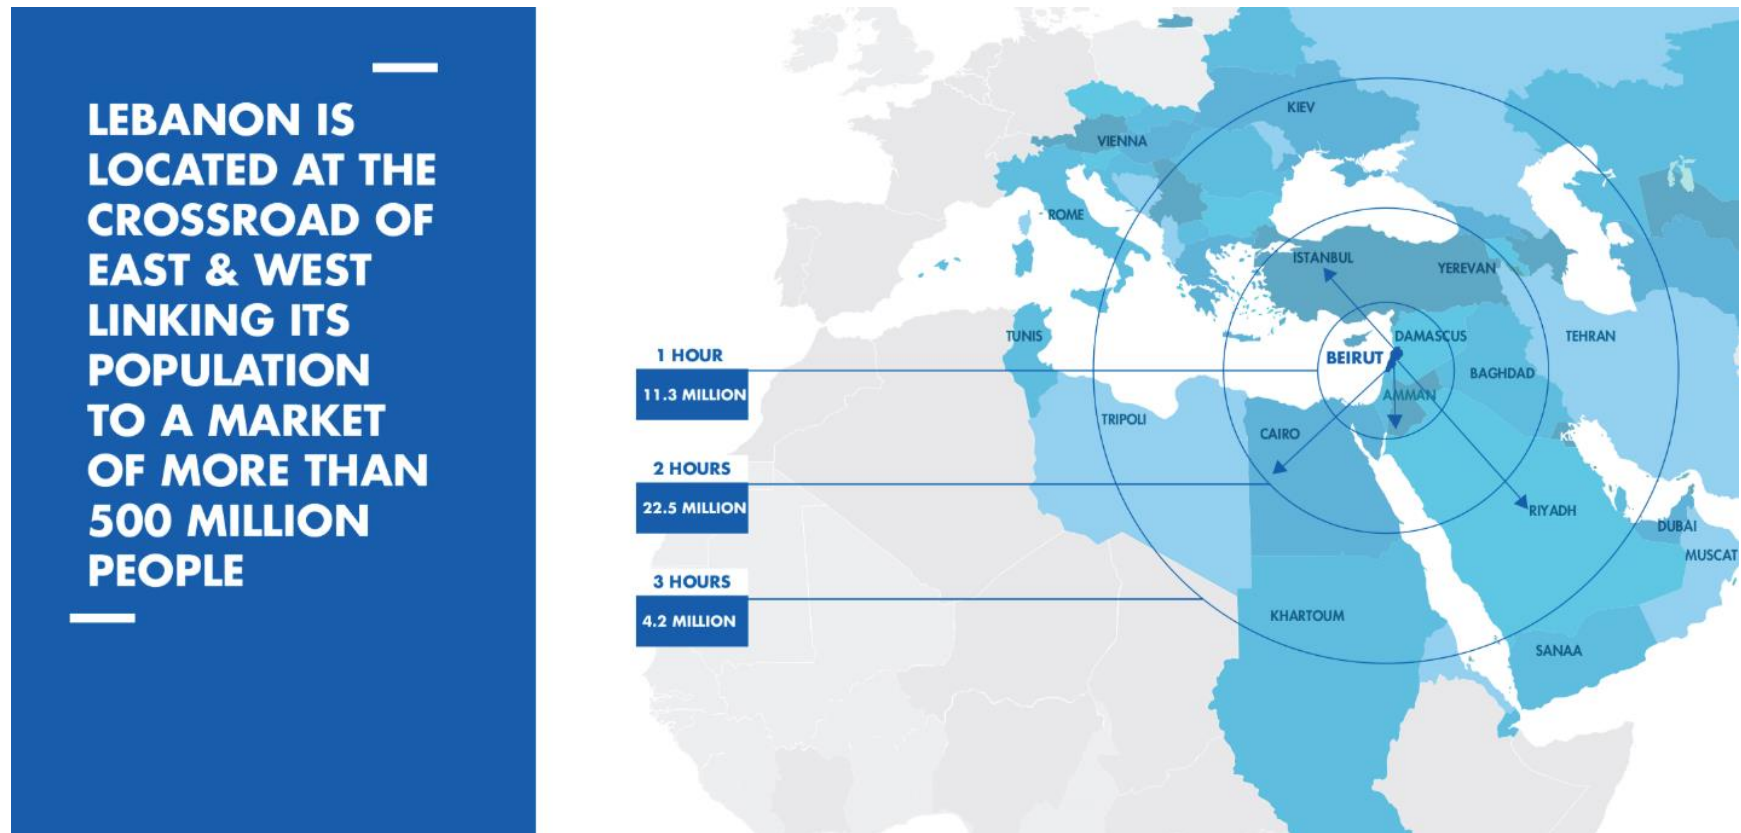 LEBANON IS
LOCATED AT THE
CROSSROAD OF
EAST & WEST
LINKING ITS
POPULATION
TO A MARKET
OF MORE THAN
500 MILLION
PEOPLE
KIEV
VIENNA
ROME
ISTANBUL
YEREVAN
TUNIS
DAMASCUS
TEHRAN
BEIRUT
BAGHDAD
AMMAN
TRIPOLI
CAIRO
RIYADH
DUBAI
MUSCAT
KHARTOUM
SANAA
1 HOUR
11.3 MILLION
2 HOURS
22.5 MILLION
3 HOURS
4.2 MILLION